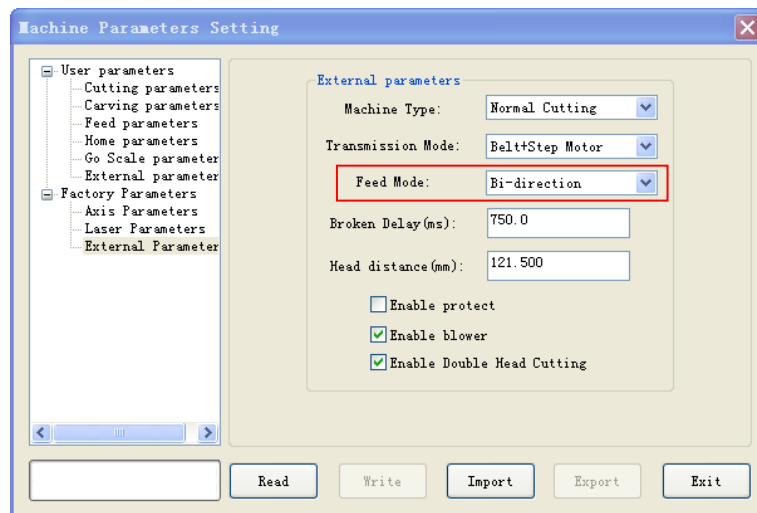 Machine Parameters Setting
User parameters
Cutting parameters
Carving parameters
Feed parameters
Home parameters
Go Scale parameter
External parameter
Factory Parameters
Axis Parameters
Laser Parameters
External Parameter
External parameters
Machine Type: Normal Cutting
Transmission Mode: Belt+Step Motor
Feed Mode: Bi-direction
Broken Delay(ms): 750.0
Head distance(mm): 121.500
Enable protect
Enable blower
Enable Double Head Cutting
Read Write Import Export Exit